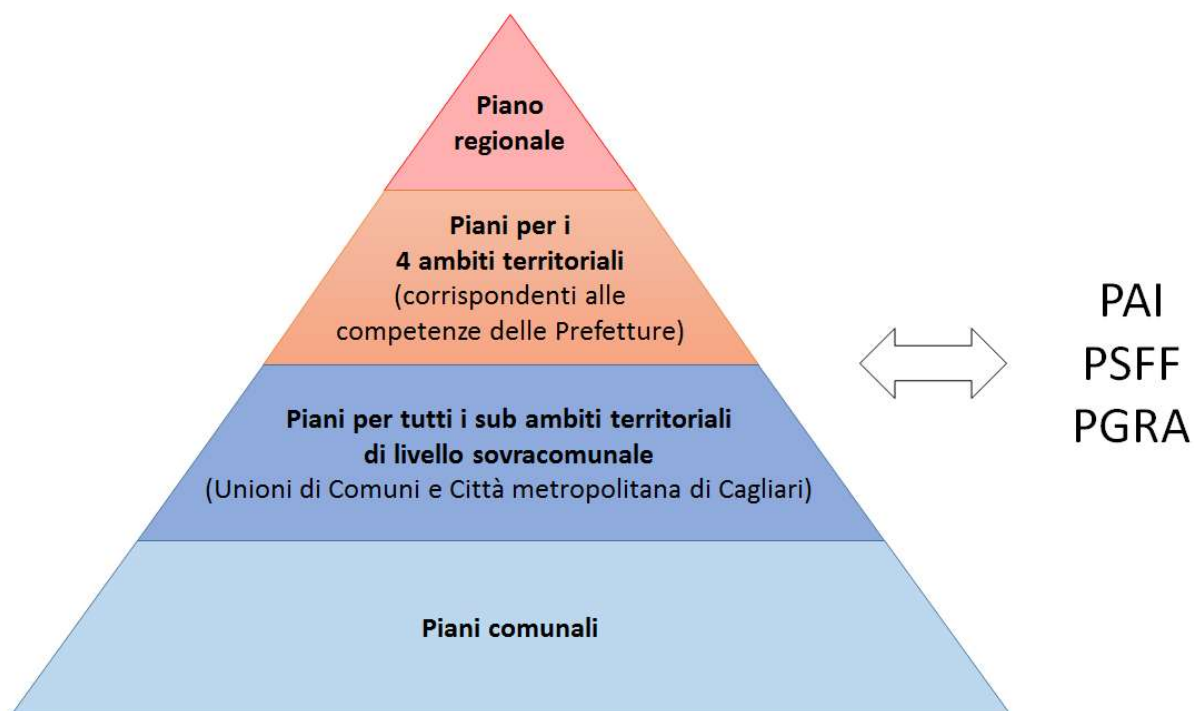 Piano
regionale
Piani per i
4 ambiti territoriali
(corrispondenti alle
competenze delle Prefetture)
Piani per tutti i sub ambiti territoriali
di livello sovracomunale
(Unioni di Comuni e Città metropolitana di Cagliari)
Piani comunali
PAI
PSFF
PGRA